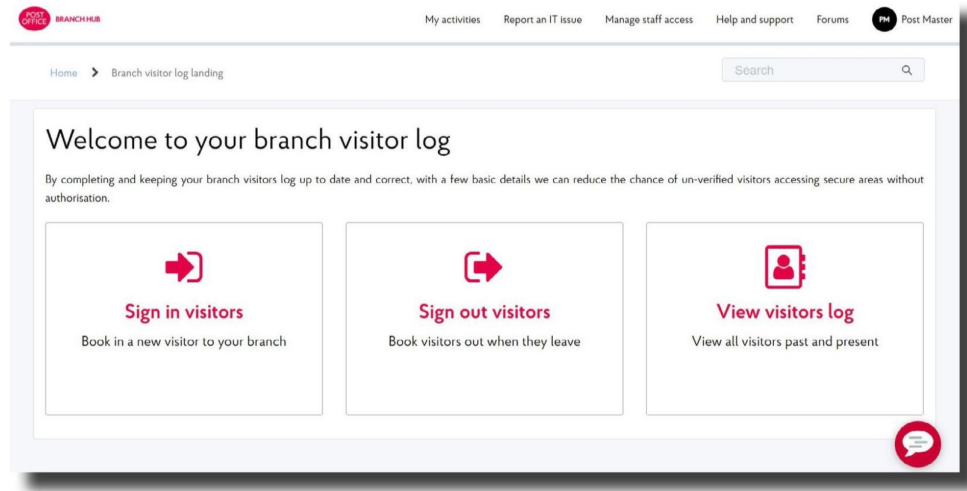 POST OFFICE BRANCH HUB
My activities Report an IT issue Manage staff access Help and support Forums PM Post Master
Home Branch visitor log landing Search
Welcome to your branch visitor log
By completing and keeping your branch visitors log up to date and correct, with a few basic details we can reduce the chance of un-verified visitors accessing secure areas without
authorisation.
Sign in visitors
Book in a new visitor to your branch
Sign out visitors
Book visitors out when they leave
View visitors log
View all visitors past and present